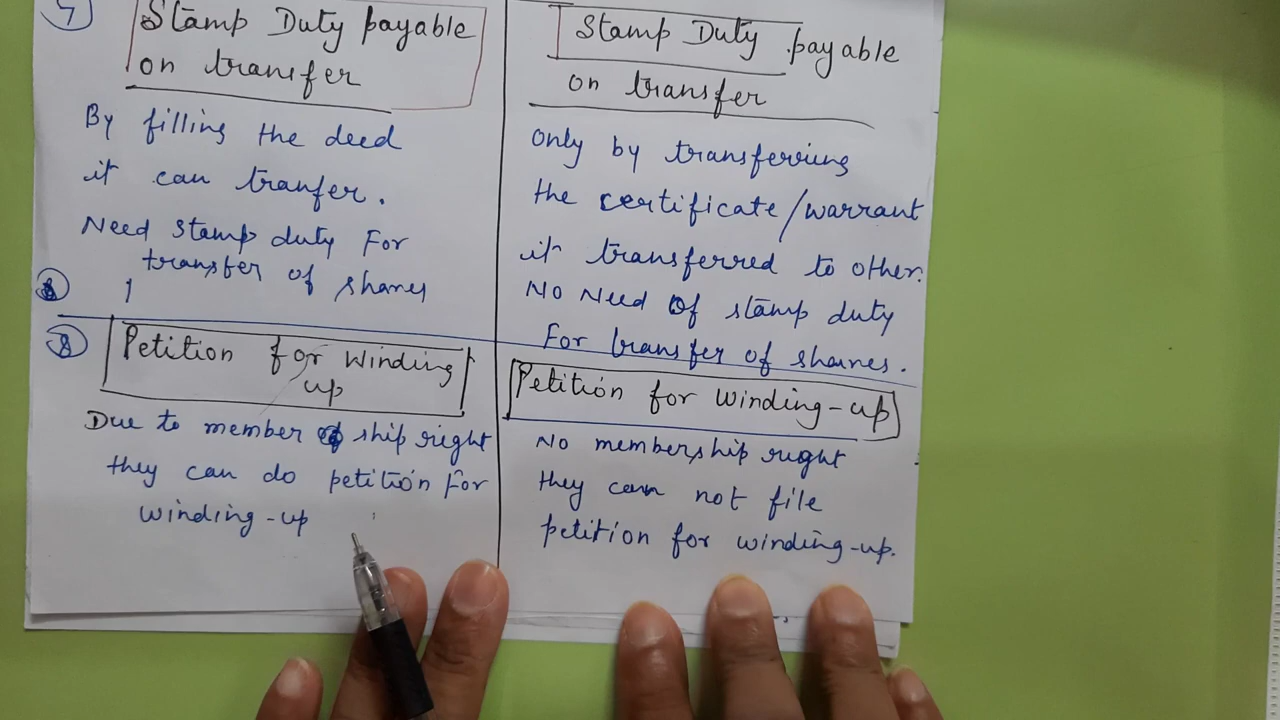 7
Stamp Duty payable
on transfer
By filling the deed
it can tranfer.
Need stamp duty For
transfer of shares
8
Petition for Winding
up
Due to member ship right
they can do petition For
winding-up
Stamp Duty payable
on transfer
Only by transferring
the certificate/warrant
it transferred to other.
No Need Of stamp duty
For transfer of shares.
Petition for winding-up
No membership right
they can not file
petition for winding-up.